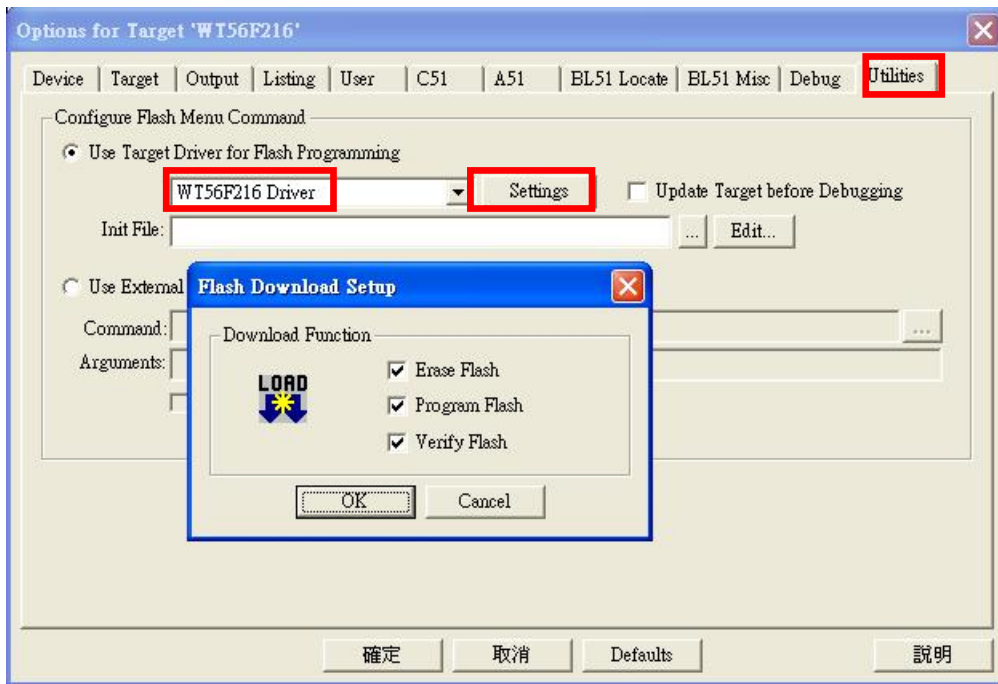 Options for Target 'WT56F216'
Device Target Output Listing User C51 A51 BL51 Locate BL51 Misc Debug Utilities
Configure Flash Menu Command
Use Target Driver for Flash Programming
WT56F216 Driver Settings Update Target before Debugging
Init File: ... Edit...
Use External
Flash Download Setup
Command: ...
Download Function
Arguments:
LOAD
Erase Flash
Program Flash
Verify Flash
OK Cancel
確定 取消 Defaults 説明